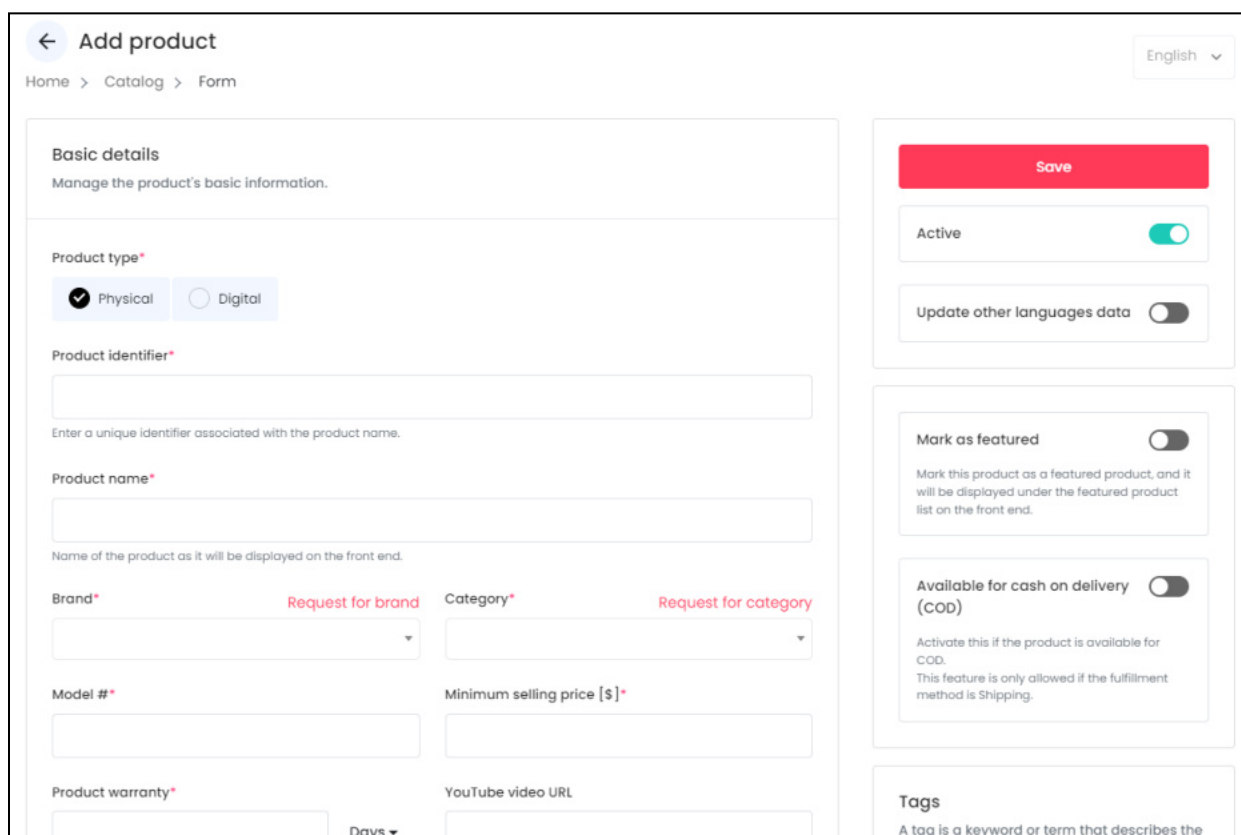 Add product
English
Home > Catalog > Form
Basic details
Manage the product's basic information.
Product type*
Physical
Digital
Product identifier*
Enter a unique identifier associated with the product name.
Product name*
Name of the product as it will be displayed on the front end.
Brand*
Request for brand
Category*
Request for category
Model #*
Minimum selling price [$]*
Product warranty*
Days
YouTube video URL
Save
Active
Update other languages data
Mark as featured
Mark this product as a featured product, and it
will be displayed under the featured product
list on the front end.
Available for cash on delivery
(COD)
Activate this if the product is available for
COD.
This feature is only allowed if the fulfillment
method is Shipping.
Tags
A tag is a keyword or term that describes the